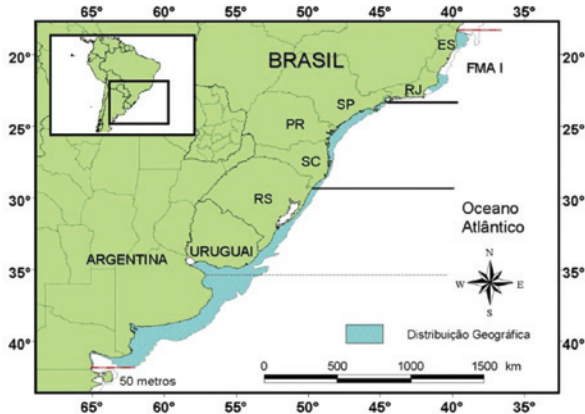 65° 60° 55° 50° 45° 40° 35°
20° 20°
BRASIL
ES
FMA I
RJ
SP
25° 25°
PR
SC
30° 30°
RS
Oceano
Atlântico
ARGENTINA
URUGUAI
N
35° 35°
W E
S
Distribuição Geográfica
40° 40°
0 500 1000 1500 km
50 metros
65° 60° 55° 50° 45° 40° 35°